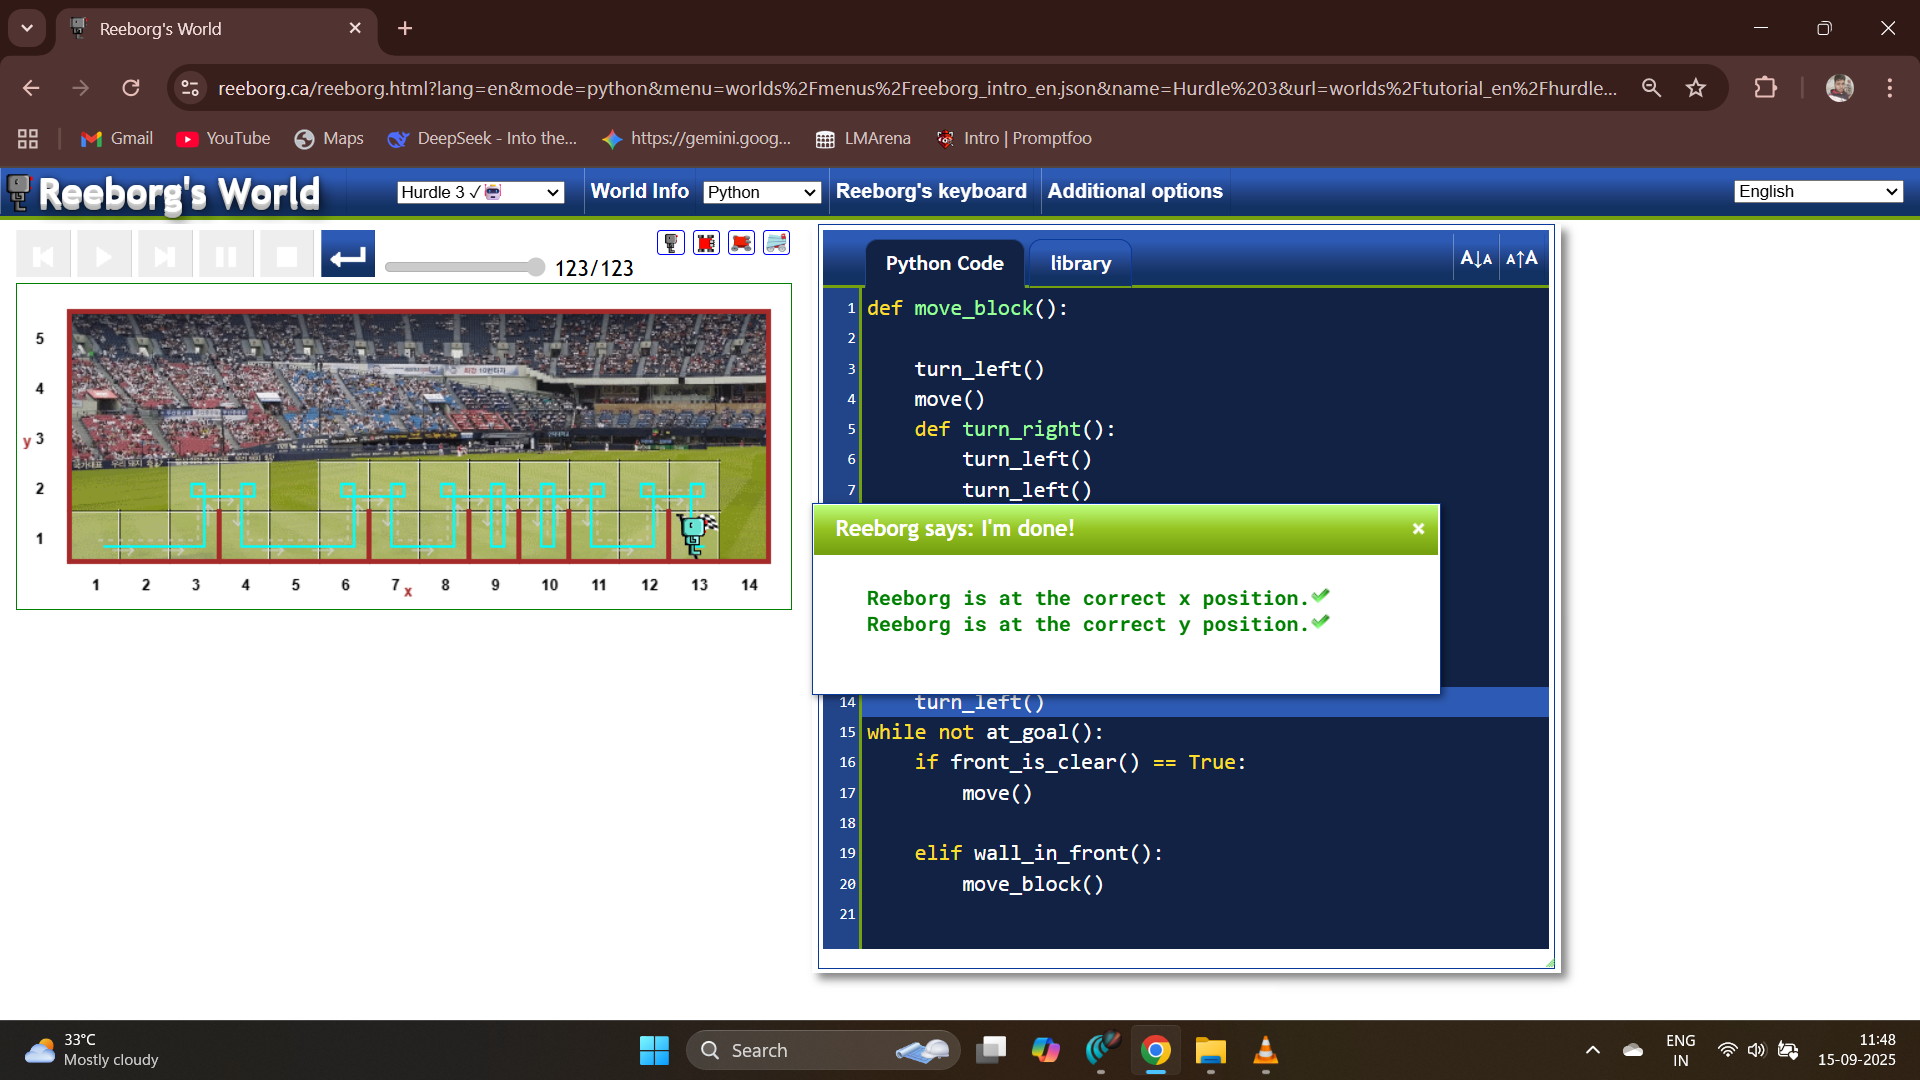 Reeborg's World
reeborg.ca/reeborg.html?lang=en&mode=python&menu=worlds%2Fmenus%2Freeborg_intro_en.json&name=Hurdle%203&url=worlds%2Ftutorial_en%2Fhurdle...
Gmail
YouTube
Maps
DeepSeek - Into the...
https://gemini.goog...
LMArena
Intro | Promptfoo
Reeborg's World
Hurdle 3 ✓
World Info
Python
Reeborg's keyboard
Additional options
English
123/123
5
4
y 3
2
1
1 2 3 4 5 6 7 x 8 9 10 11 12 13 14
Python Code
library
A↓A
A↑A
1 def move_block():
2
3 turn_left()
4 move()
5 def turn_right():
6 turn_left()
7 turn_left()
Reeborg says: I'm done!
×
Reeborg is at the correct x position.✔
Reeborg is at the correct y position.✔
14 turn_left()
15 while not at_goal():
16 if front_is_clear() == True:
17 move()
18
19 elif wall_in_front():
20 move_block()
21
33°C
Mostly cloudy
Search
ENG
IN
11:48
15-09-2025